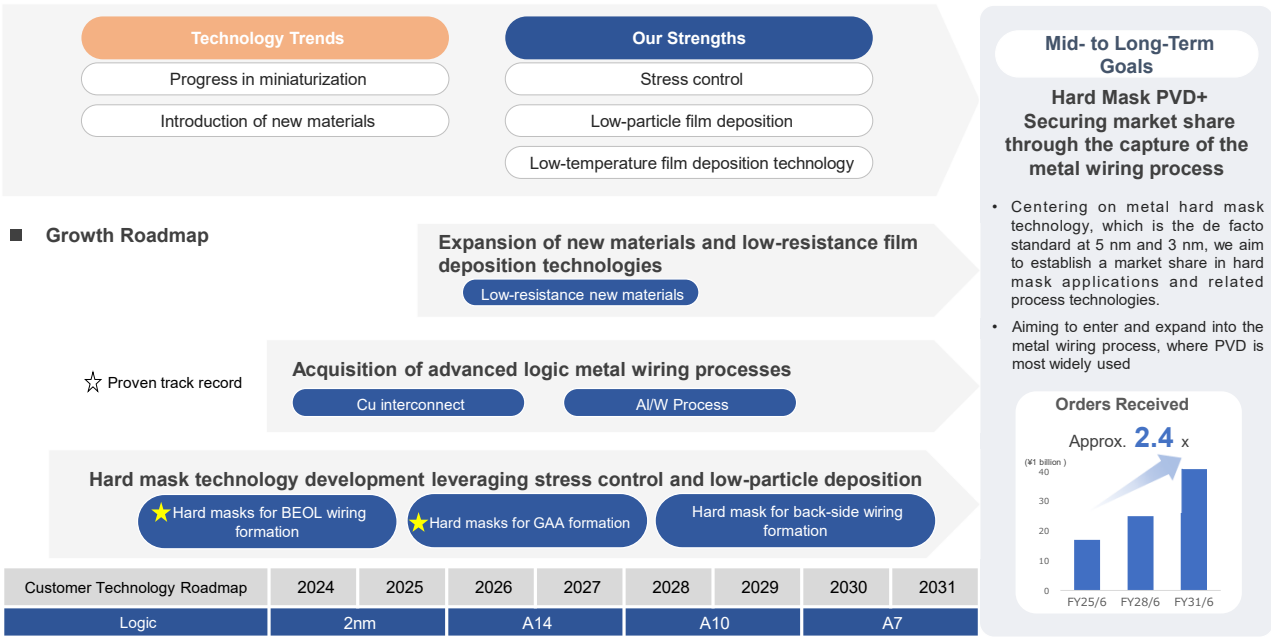 Technology Trends
Progress in miniaturization
Introduction of new materials
Our Strengths
Stress control
Low-particle film deposition
Low-temperature film deposition technology
■ Growth Roadmap
Expansion of new materials and low-resistance film
deposition technologies
Low-resistance new materials
☆ Proven track record
Acquisition of advanced logic metal wiring processes
Cu interconnect
Al/W Process
Hard mask technology development leveraging stress control and low-particle deposition
Hard masks for BEOL wiring
formation
Hard masks for GAA formation
Hard mask for back-side wiring
formation
Customer Technology Roadmap 2024 2025 2026 2027 2028 2029 2030 2031
Logic 2nm A14 A10 A7
Mid- to Long-Term
Goals
Hard Mask PVD+
Securing market share
through the capture of the
metal wiring process
• Centering on metal hard mask
technology, which is the de facto
standard at 5 nm and 3 nm, we aim
to establish a market share in hard
mask applications and related
process technologies.
• Aiming to enter and expand into the
metal wiring process, where PVD is
most widely used
Orders Received
Approx. 2.4 x
(¥1 billion )
40
30
20
10
0
FY25/6 FY28/6 FY31/6